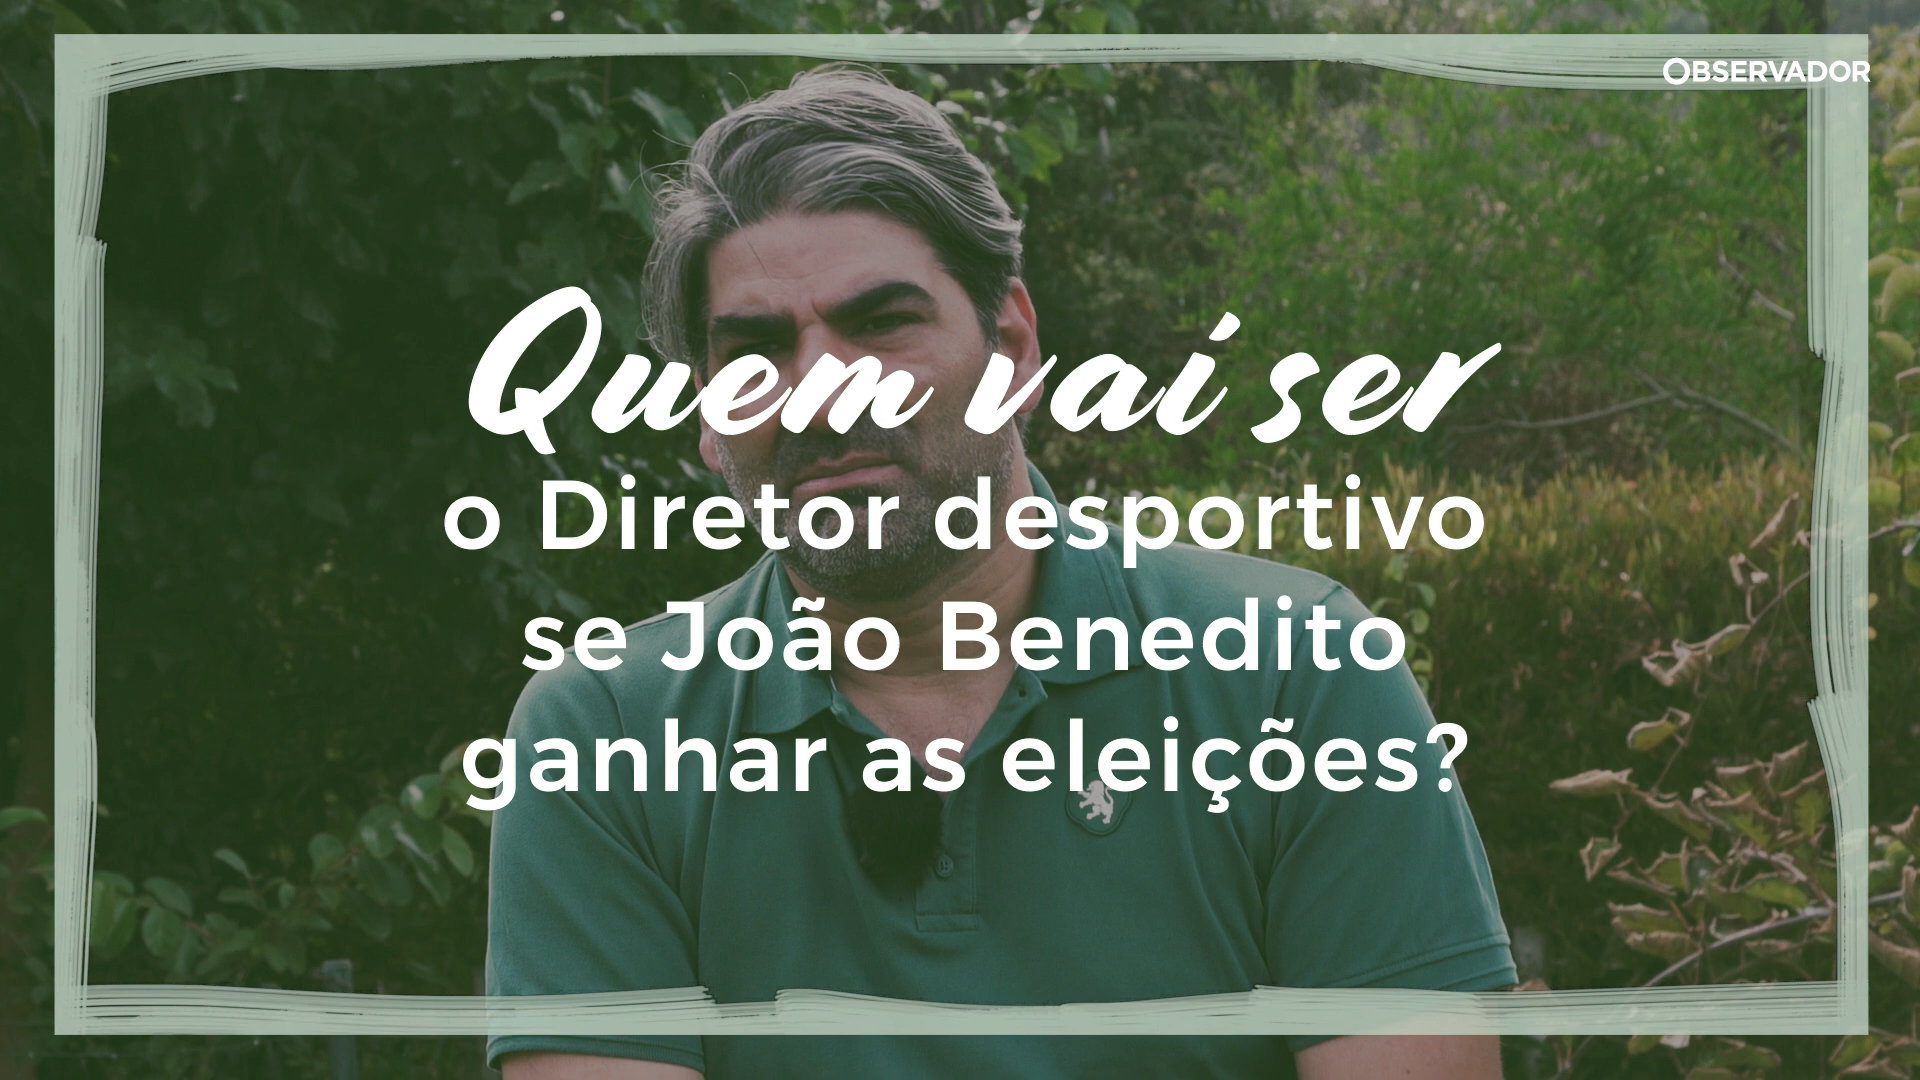 OBSERVADOR
Quem vai ser
o Diretor desportivo
se João Benedito
ganhar as eleições?